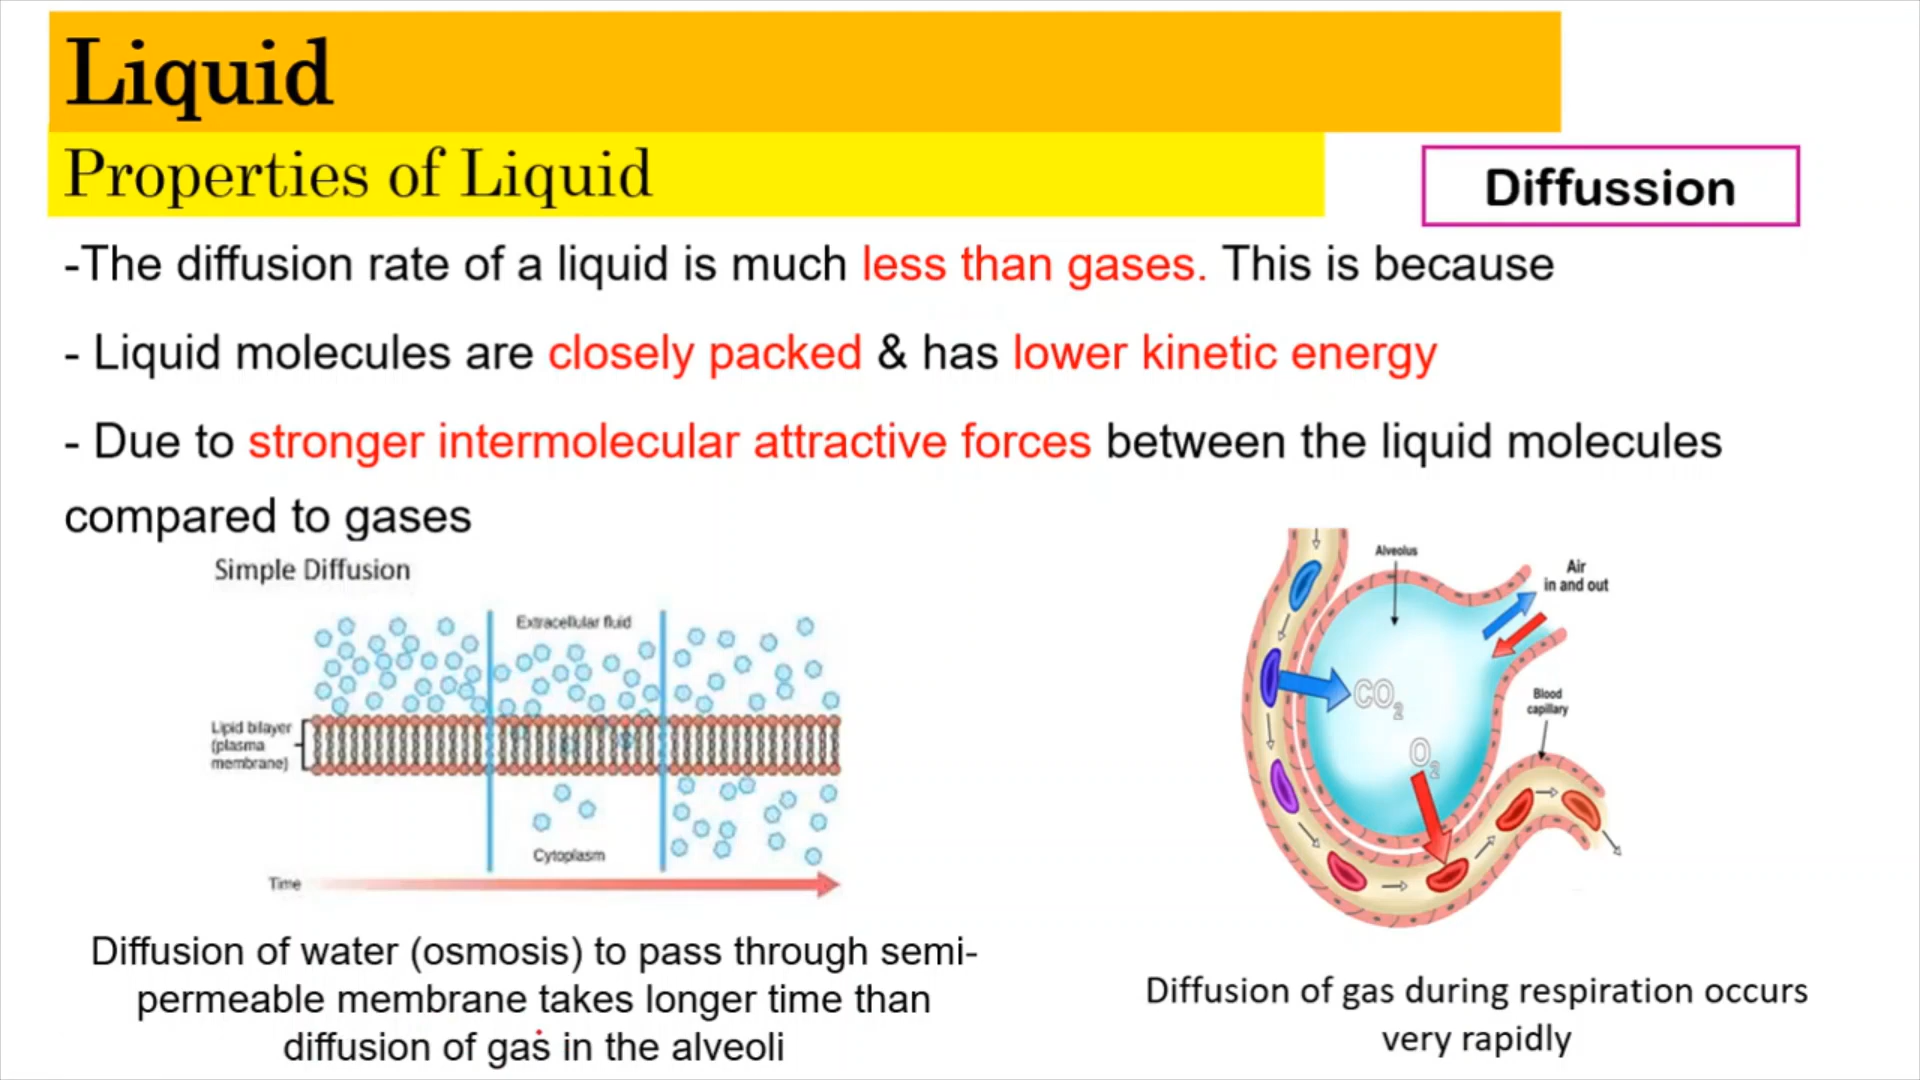 Liquid
Properties of Liquid
Diffussion
-The diffusion rate of a liquid is much less than gases. This is because
- Liquid molecules are closely packed & has lower kinetic energy
- Due to stronger intermolecular attractive forces between the liquid molecules
compared to gases
Simple Diffusion
Extracellular fluid
Lipid bilayer
(plasma
membrane)
Cytoplasm
Time
Diffusion of water (osmosis) to pass through semi-
permeable membrane takes longer time than
diffusion of gas in the alveoli
Alveolus
Air
in and out
CO2
O2
Blood
capillary
Diffusion of gas during respiration occurs
very rapidly